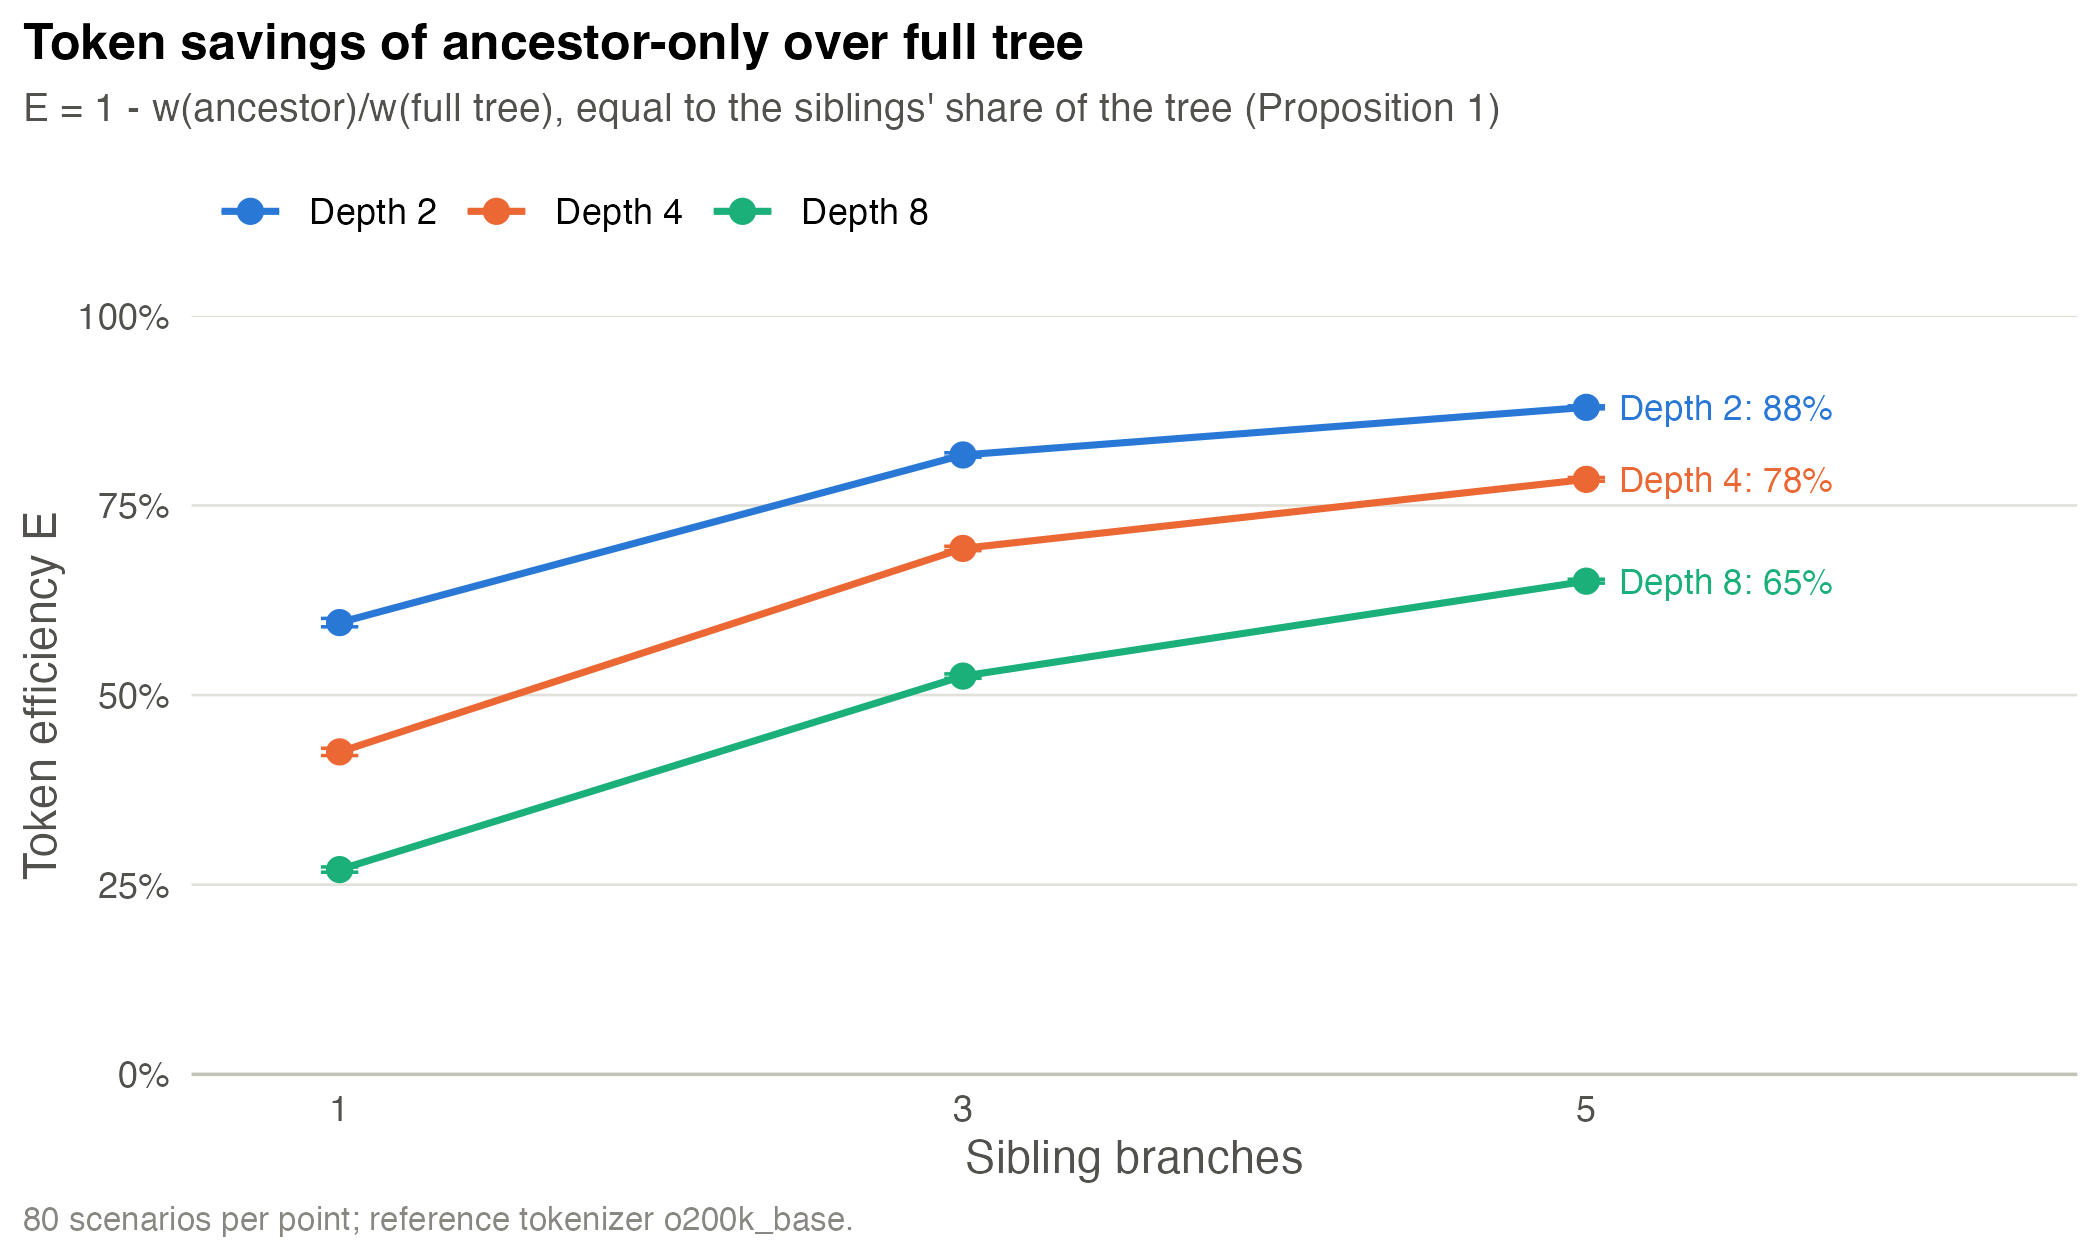 Token savings of ancestor-only over full tree
E = 1 - w(ancestor)/w(full tree), equal to the siblings' share of the tree (Proposition 1)
Depth 2 Depth 4 Depth 8
100%
75%
50%
25%
0%
Token efficiency E
Depth 2: 88%
Depth 4: 78%
Depth 8: 65%
1 3 5
Sibling branches
80 scenarios per point; reference tokenizer o200k_base.